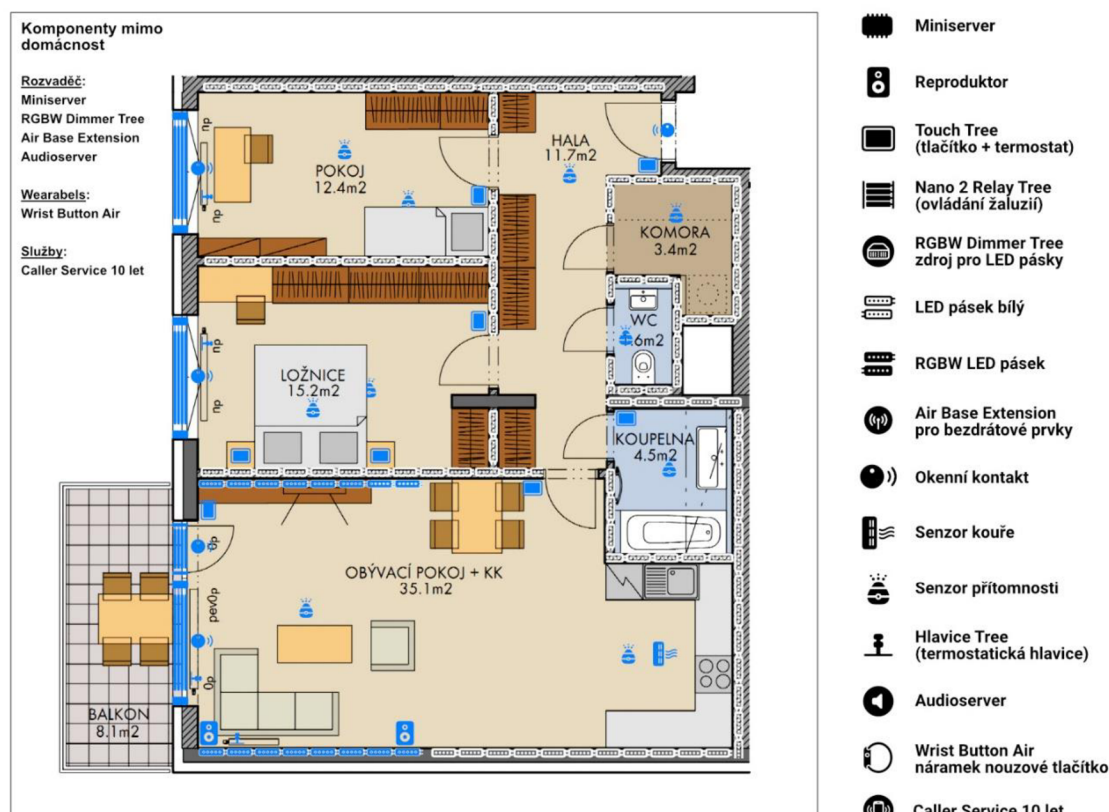 Komponenty mimo
domácnost
Rozvaděč:
Miniserver
RGBW Dimmer Tree
Air Base Extension
Audioserver
Wearabels:
Wrist Button Air
Služby:
Caller Service 10 let
POKOJ
12.4m2
HALA
11.7m2
KOMORA
3.4m2
WC
.6m2
LOŽNICE
15.2m2
KOUPELNA
4.5m2
OBÝVACÍ POKOJ + KK
35.1m2
BALKON
8.1m2
Miniserver
Reproduktor
Touch Tree
(tlačítko + termostat)
Nano 2 Relay Tree
(ovládání žaluzií)
RGBW Dimmer Tree
zdroj pro LED pásky
LED pásek bílý
RGBW LED pásek
Air Base Extension
pro bezdrátové prvky
Okenní kontakt
Senzor kouře
Senzor přítomnosti
Hlavice Tree
(termostatická hlavice)
Audioserver
Wrist Button Air
náramek nouzové tlačítko
Caller Service 10 let